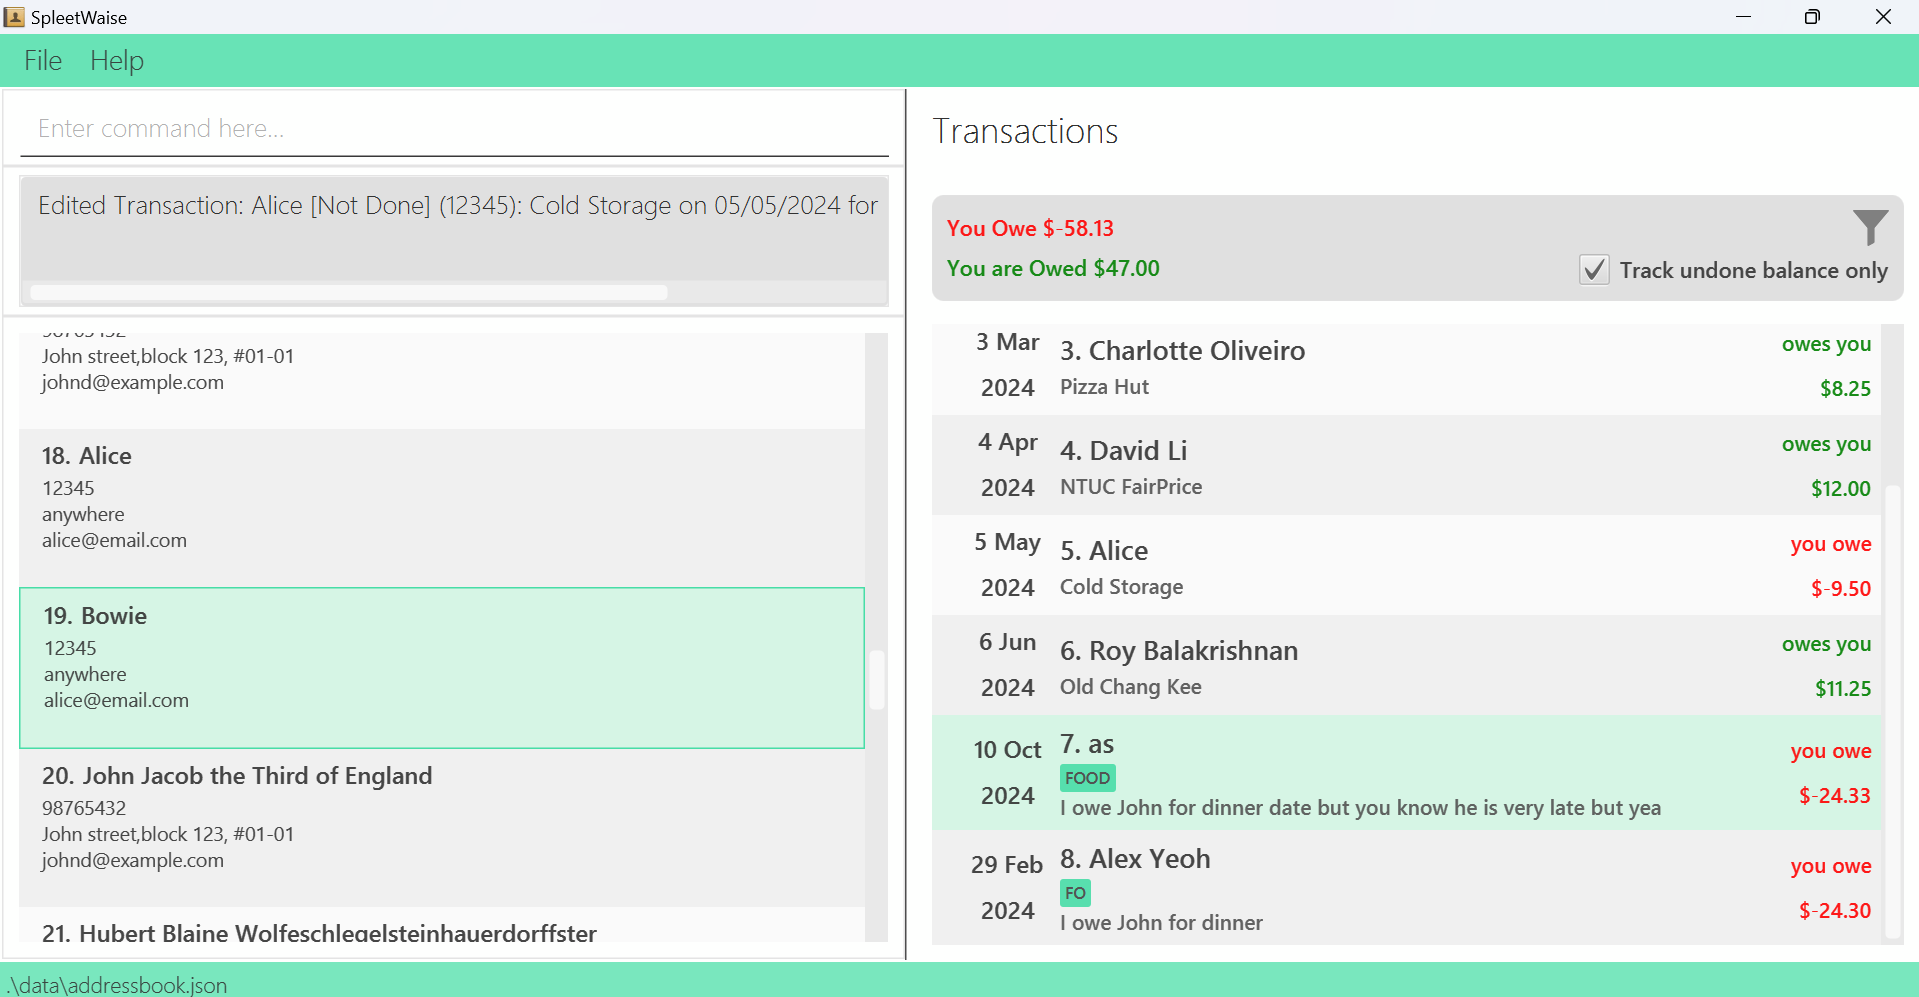 SpleetWaise
File Help
Enter command here...
Edited Transaction: Alice [Not Done] (12345): Cold Storage on 05/05/2024 for
John street,block 123, #01-01
johnd@example.com
18. Alice
12345
anywhere
alice@email.com
19. Bowie
12345
anywhere
alice@email.com
20. John Jacob the Third of England
98765432
John street,block 123, #01-01
johnd@example.com
21. Hubert Blaine Wolfeschlegelsteinhauerdorffster
Transactions
You Owe $-58.13
You are Owed $47.00
Track undone balance only
3 Mar
2024
3. Charlotte Oliveiro
Pizza Hut
owes you
$8.25
4 Apr
2024
4. David Li
NTUC FairPrice
owes you
$12.00
5 May
2024
5. Alice
Cold Storage
you owe
$-9.50
6 Jun
2024
6. Roy Balakrishnan
Old Chang Kee
owes you
$11.25
10 Oct
2024
7. as
FOOD
I owe John for dinner date but you know he is very late but yea
you owe
$-24.33
29 Feb
2024
8. Alex Yeoh
FO
I owe John for dinner
you owe
$-24.30
.\data\addressbook.json